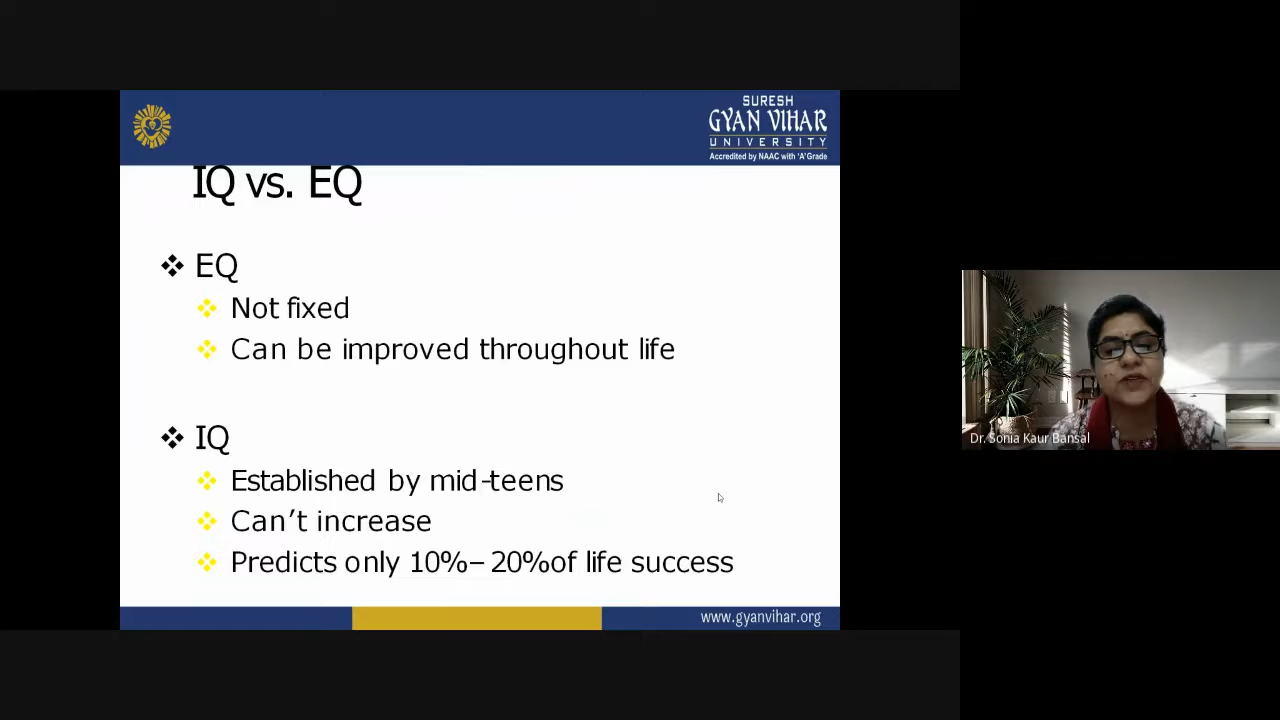 SURESH
GYAN VIHAR
UNIVERSITY
Accredited by NAAC with 'A' Grade
IQ vs. EQ
EQ
Not fixed
Can be improved throughout life
IQ
Established by mid-teens
Can't increase
Predicts only 10%– 20%of life success
www.gyanvihar.org
Dr. Sonia Kaur Bansal